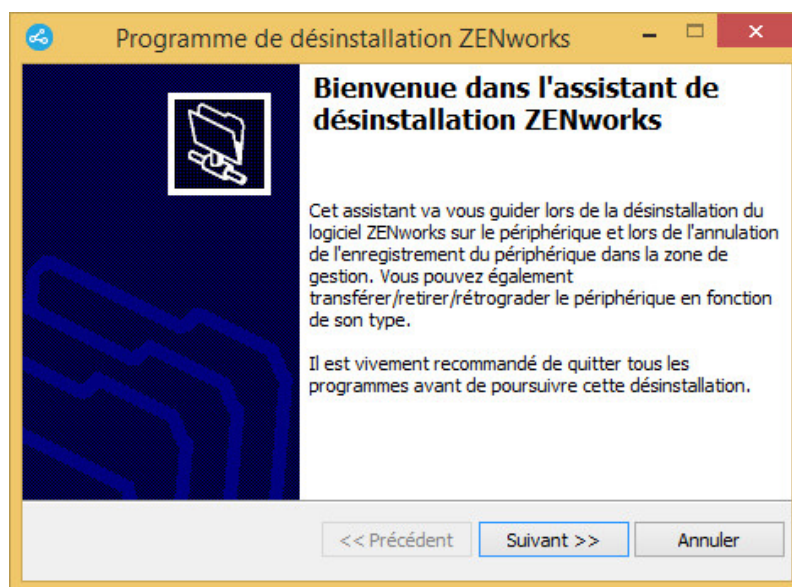 Programme de désinstallation ZENworks
Bienvenue dans l'assistant de
désinstallation ZENworks
Cet assistant va vous guider lors de la désinstallation du
logiciel ZENworks sur le périphérique et lors de l'annulation
de l'enregistrement du périphérique dans la zone de
gestion. Vous pouvez également
transférer/retirer/rétrograder le périphérique en fonction
de son type.
Il est vivement recommandé de quitter tous les
programmes avant de poursuivre cette désinstallation.
<< Précédent
Suivant >>
Annuler